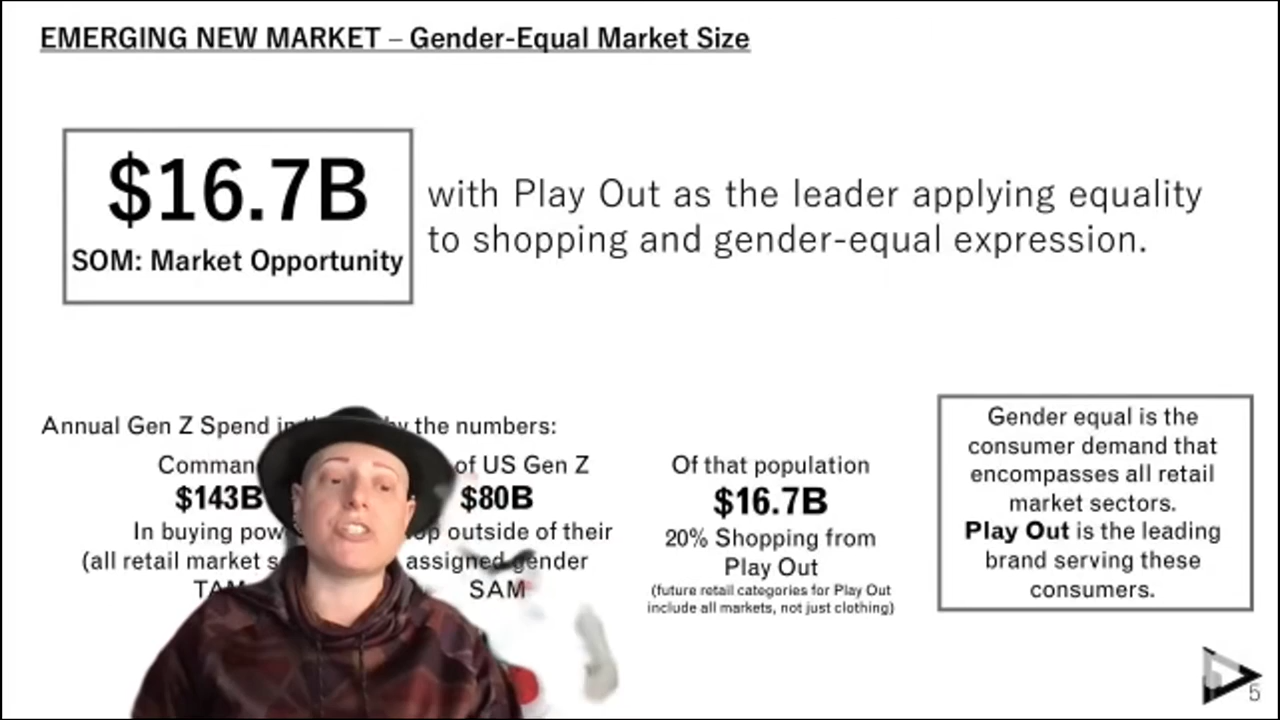 EMERGING NEW MARKET – Gender-Equal Market Size
$16.7B
SOM: Market Opportunity
with Play Out as the leader applying equality
to shopping and gender-equal expression.
Annual Gen Z Spend by the numbers:
$143B
In buying
(all retail market
of US Gen Z
$80B
outside of their
assigned gender
SAM
Of that population
$16.7B
20% Shopping from
Play Out
(future retail categories for Play Out
include all markets, not just clothing)
Gender equal is the
consumer demand that
encompasses all retail
market sectors.
Play Out is the leading
brand serving these
consumers.
5